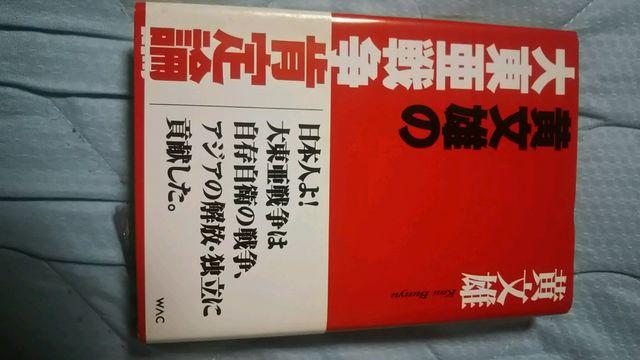 黄文雄の
大東亜戦争
肯定論
黄文雄
Kou Bunyu
日本人よ!
大東亜戦争は
自存自衛の戦争、
アジアの解放・独立に
貢献した。
WAC